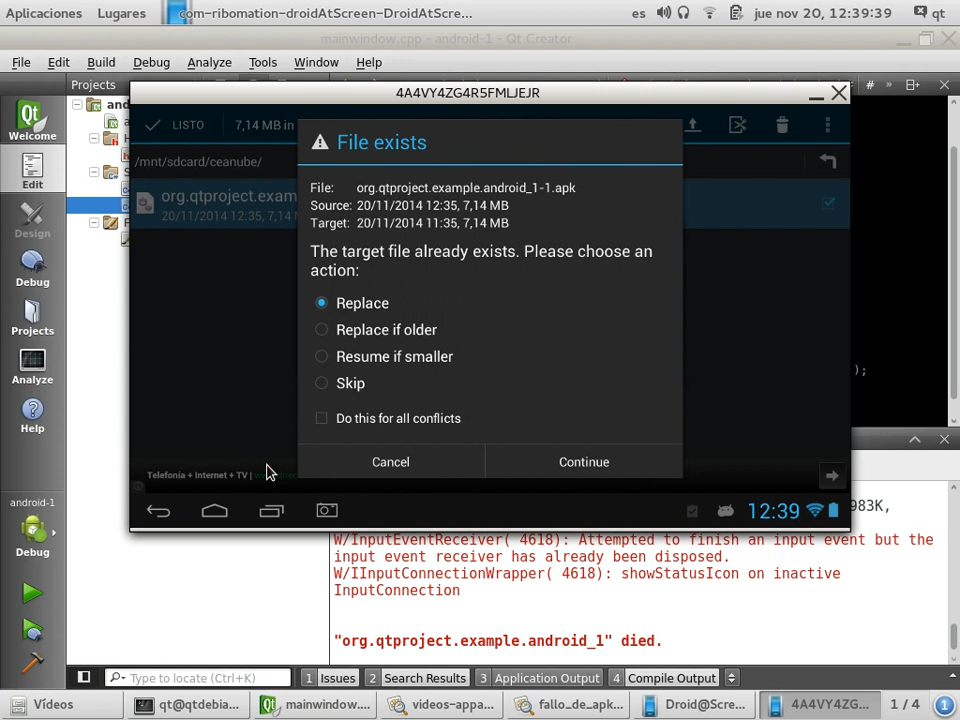 Aplicaciones Lugares com-ribomation-droidAtScreen-DroidAtScre... es jue nov 20, 12:39:39 qt
mainwindow.cpp - android-1 - Qt Creator
File Edit Build Debug Analyze Tools Window Help
Projects
4A4VY4ZG4R5FMLJEJR
LISTO 7,14 MB in
File exists
/mnt/sdcard/ceanube/
org.qtproject.exam
20/11/2014 12:35, 7,14 M
File: org.qtproject.example.android_1-1.apk
Source: 20/11/2014 12:35, 7,14 MB
Target: 20/11/2014 11:35, 7,14 MB
The target file already exists. Please choose an
action:
Replace
Replace if older
Resume if smaller
Skip
Do this for all conflicts
Cancel Continue
Telefonía + Internet + TV |
12:39
Welcome
Edit
Design
Debug
Projects
Analyze
Help
android-1
Debug
);
983K,
W/InputEventReceiver( 4618): Attempted to finish an input event but the
input event receiver has already been disposed.
W/IInputConnectionWrapper( 4618): showStatusIcon on inactive
InputConnection
"org.qtproject.example.android_1" died.
Type to locate (Ctrl+K) 1 Issues 2 Search Results 3 Application Output 4 Compile Output
Vídeos qt@qtdebia... mainwindow.... videos-appa... fallo_de_apk... Droid@Scre... 4A4VY4ZG... 1 / 4 1